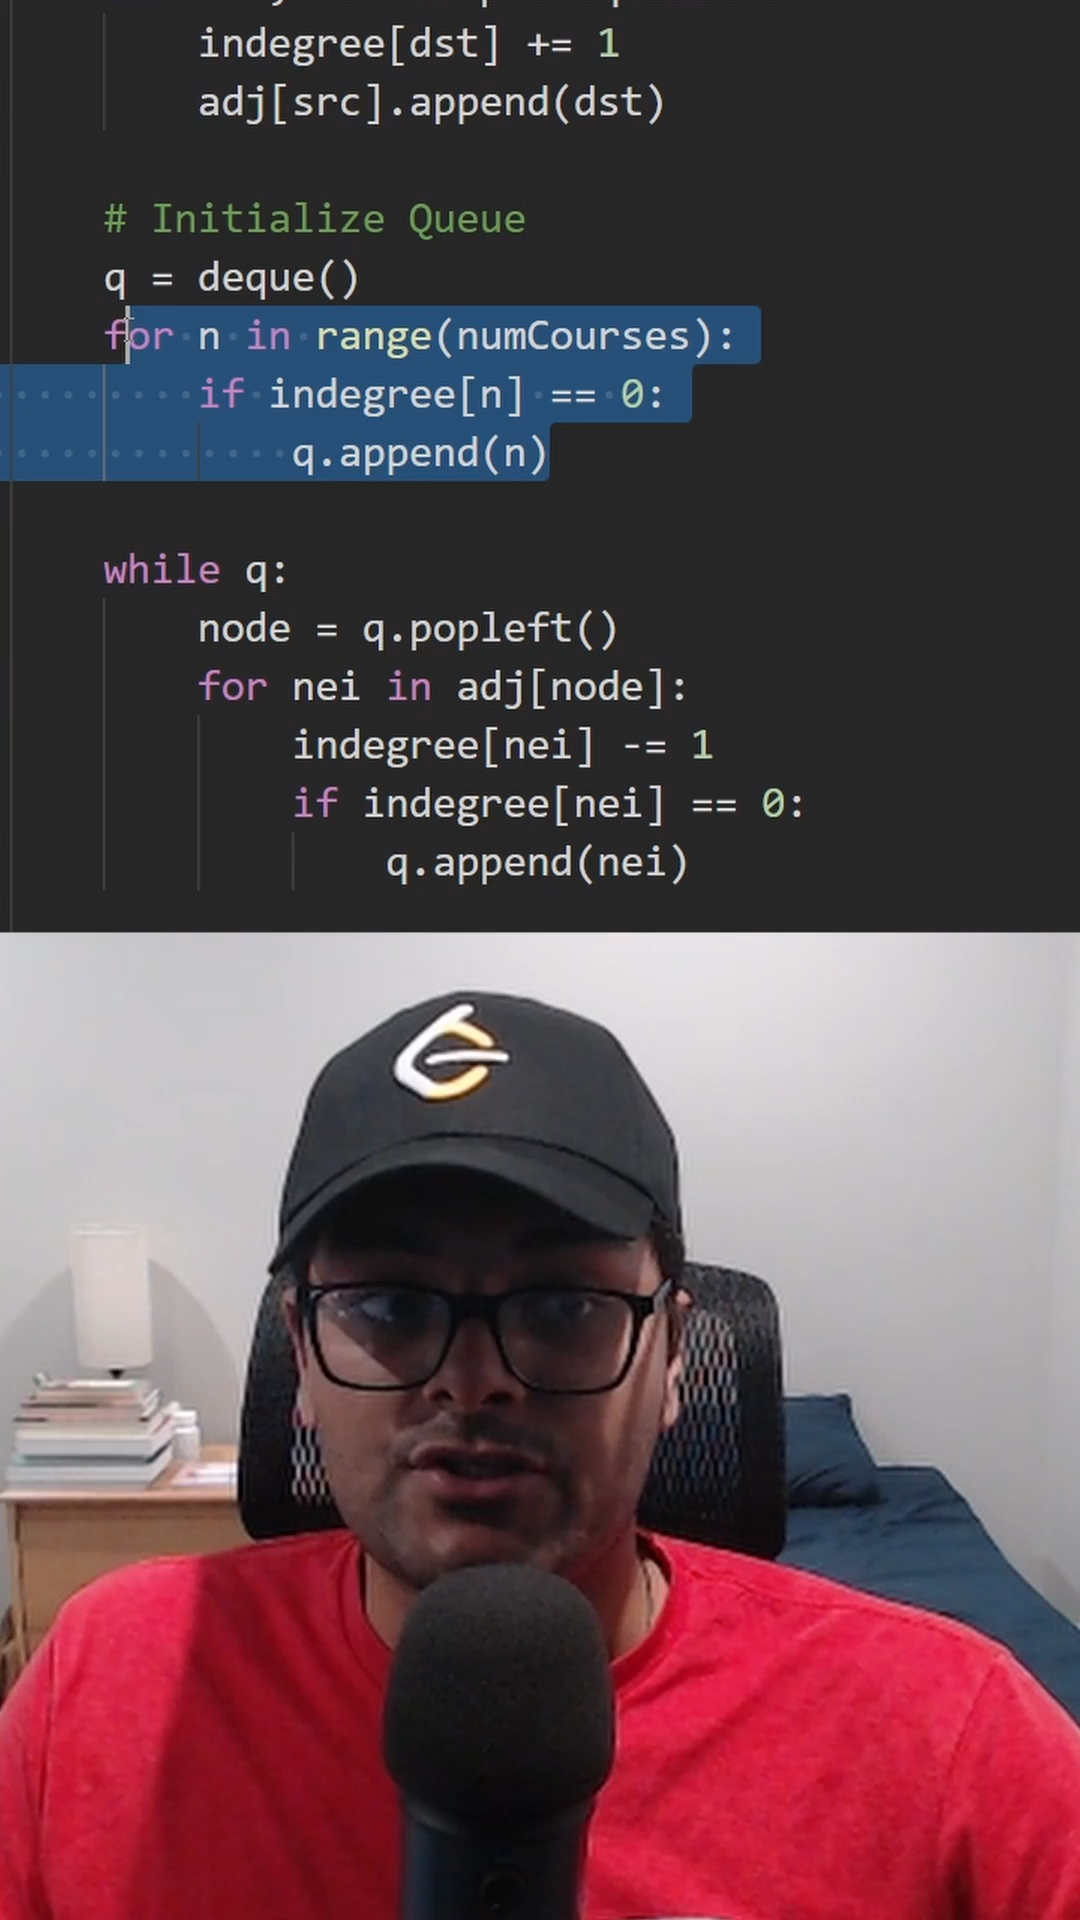 indegree[dst] += 1
adj[src].append(dst)
# Initialize Queue
q = deque()
for n in range(numCourses):
if indegree[n] == 0:
q.append(n)
while q:
node = q.popleft()
for nei in adj[node]:
indegree[nei] -= 1
if indegree[nei] == 0:
q.append(nei)